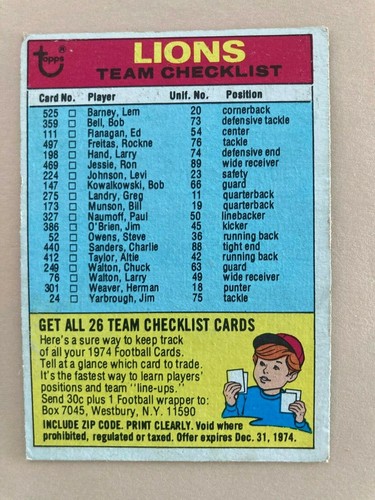 topps ®
LIONS
TEAM CHECKLIST
Card No. Player Unif. No. Position
525 □ Barney, Lem 20 cornerback
359 □ Bell, Bob 73 defensive tackle
111 □ Flanagan, Ed 54 center
497 □ Freitas, Rockne 76 tackle
198 □ Hand, Larry 74 defensive end
469 □ Jessie, Ron 89 wide receiver
224 □ Johnson, Levi 23 safety
147 □ Kowalkowski, Bob 66 guard
275 □ Landry, Greg 11 quarterback
173 □ Munson, Bill 19 quarterback
327 □ Naumoff, Paul 50 linebacker
386 □ O'Brien, Jim 45 kicker
52 □ Owens, Steve 36 running back
440 □ Sanders, Charlie 88 tight end
412 □ Taylor, Altie 42 running back
249 □ Walton, Chuck 63 guard
76 □ Walton, Larry 49 wide receiver
301 □ Weaver, Herman 18 punter
24 □ Yarbrough, Jim 75 tackle
GET ALL 26 TEAM CHECKLIST CARDS
Here's a sure way to keep track
of all your 1974 Football Cards.
Tell at a glance which card to trade.
It's the fastest way to learn players'
positions and team "line-ups."
Send 30c plus 1 Football wrapper to:
Box 7045, Westbury, N.Y. 11590
INCLUDE ZIP CODE. PRINT CLEARLY. Void where
prohibited, regulated or taxed. Offer expires Dec. 31, 1974.